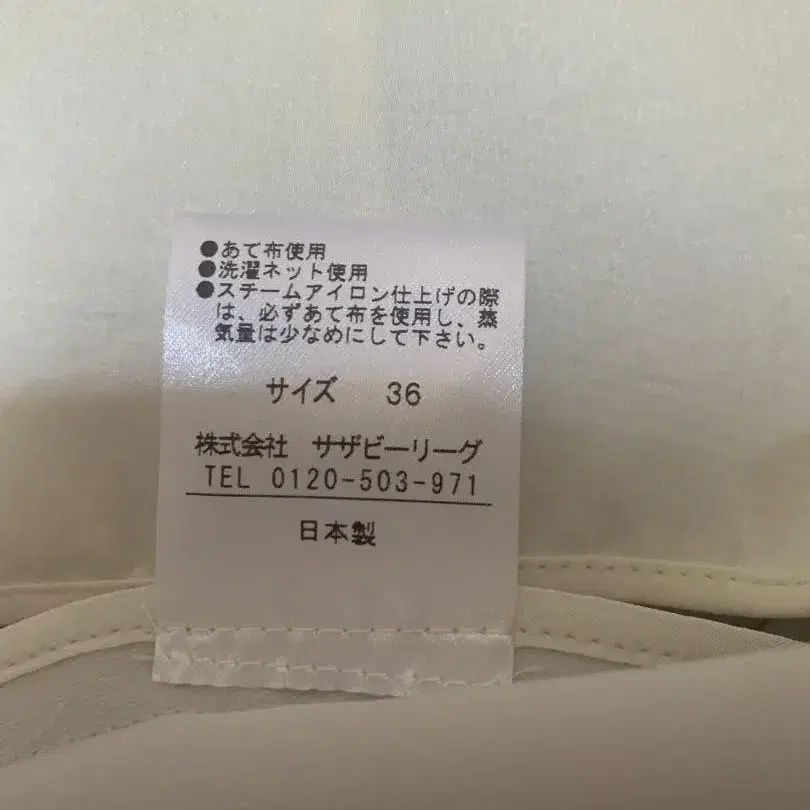 ●あて布使用
●洗濯ネット使用
●スチームアイロン仕上げの際
は、必ずあて布を使用し、蒸
気量は少なめにして下さい。
サイズ 36
株式会社 サザビーリーグ
TEL 0120-503-971
日本製